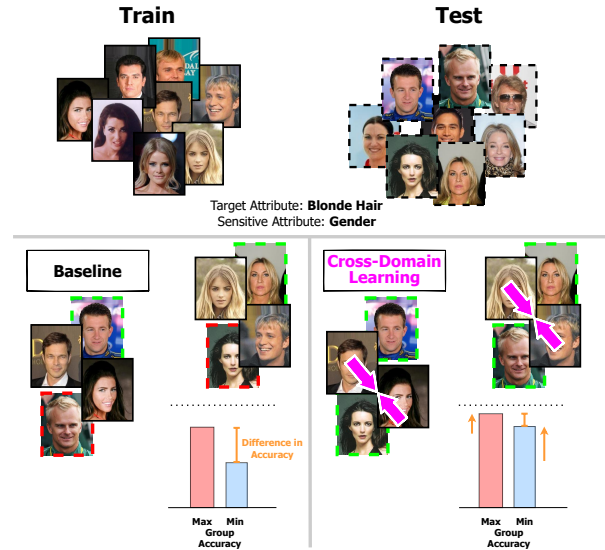 Train
Test
Target Attribute: Blonde Hair
Sensitive Attribute: Gender
Baseline
Cross-Domain
Learning
Difference in
Accuracy
Max
Min
Group
Accuracy
Max
Min
Group
Accuracy